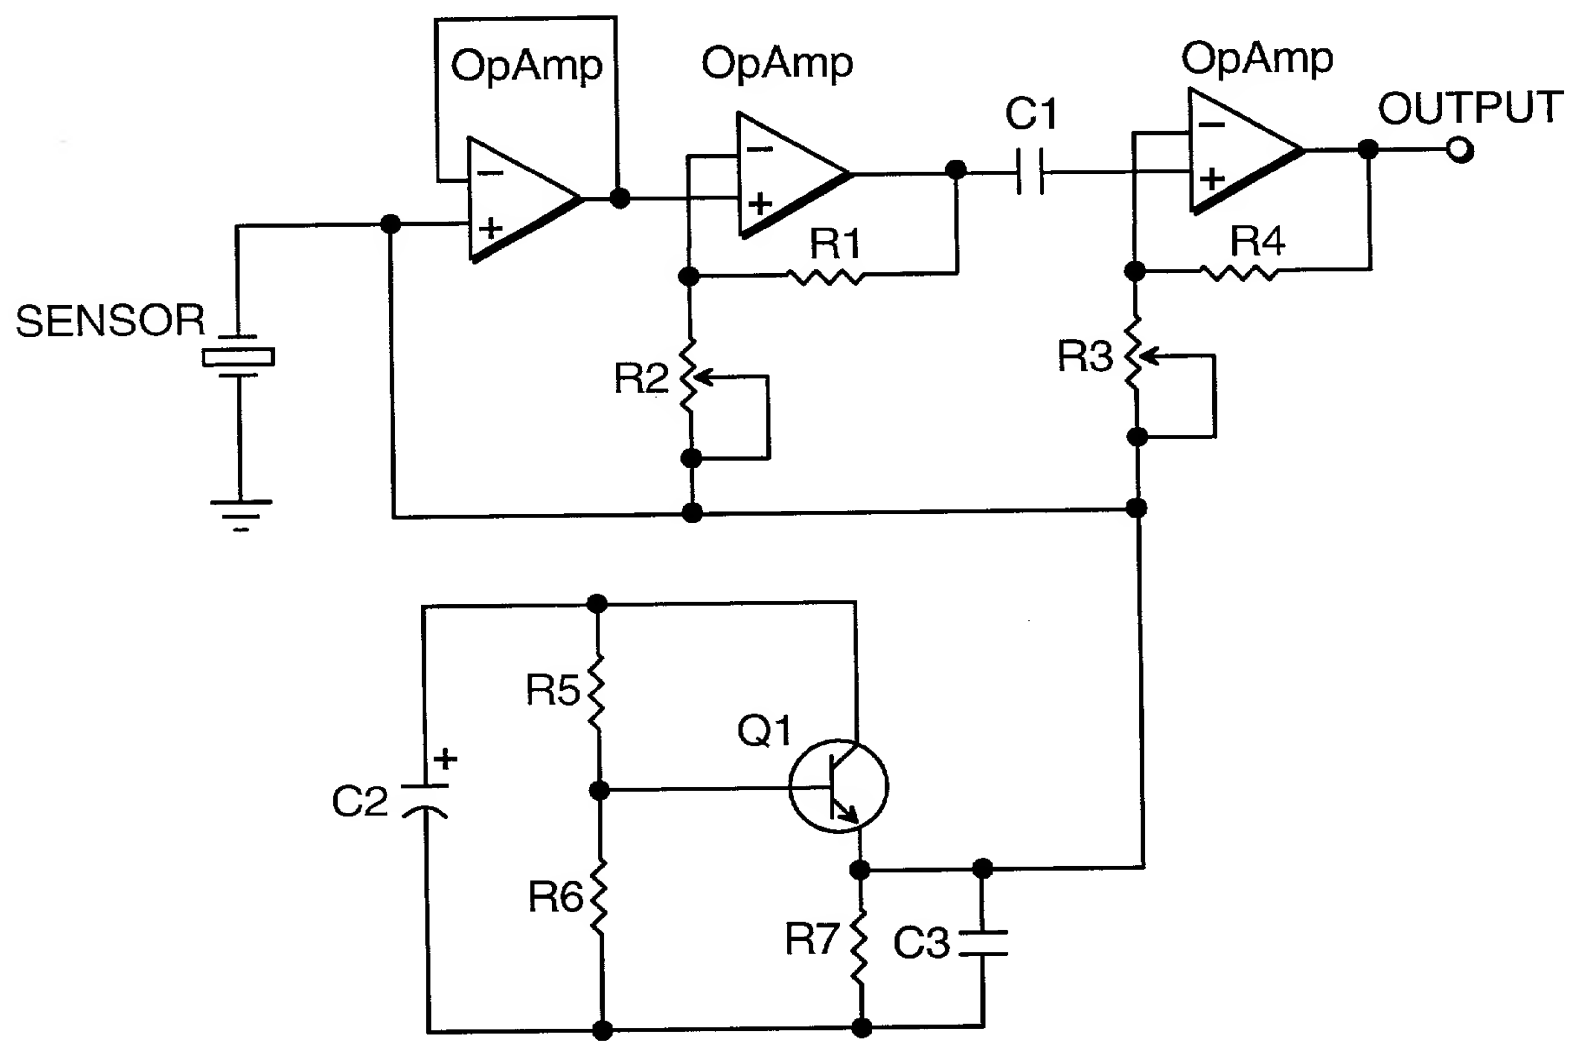 OpAmp
OpAmp
OpAmp
OUTPUT
C1
−
−
−
+
+
+
R1
R4
SENSOR
R2
R3
R5
Q1
+
C2
R6
R7
C3